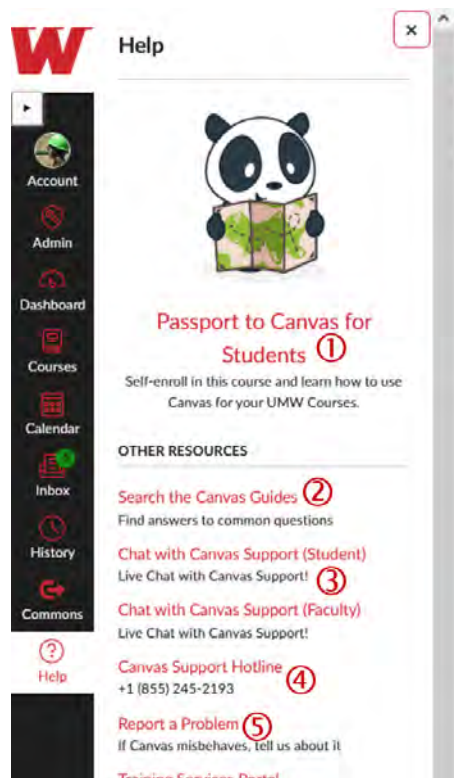 W
Help
×
Account
Admin
Dashboard
Courses
Calendar
Inbox
History
Commons
Help
Passport to Canvas for
Students ①
Self-enroll in this course and learn how to use
Canvas for your UMW Courses.
OTHER RESOURCES
Search the Canvas Guides ②
Find answers to common questions
Chat with Canvas Support (Student)
Live Chat with Canvas Support! ③
Chat with Canvas Support (Faculty)
Live Chat with Canvas Support!
Canvas Support Hotline ④
+1 (855) 245-2193
Report a Problem ⑤
If Canvas misbehaves, tell us about it
Training Services Portal